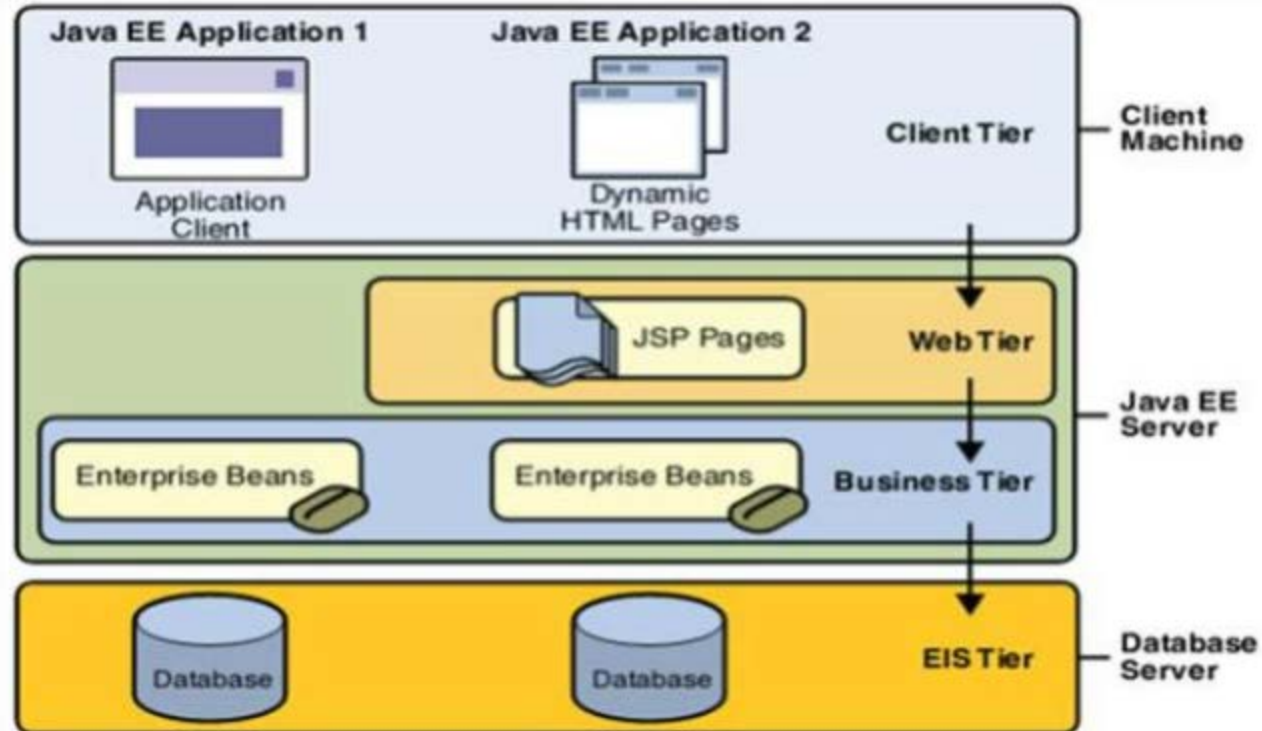 Java EE Application 1
Java EE Application 2
Application
Client
Dynamic
HTML Pages
Client Tier
Client
Machine
JSP Pages
Web Tier
Java EE
Server
Enterprise Beans
Enterprise Beans
Business Tier
Database
Database
EIS Tier
Database
Server